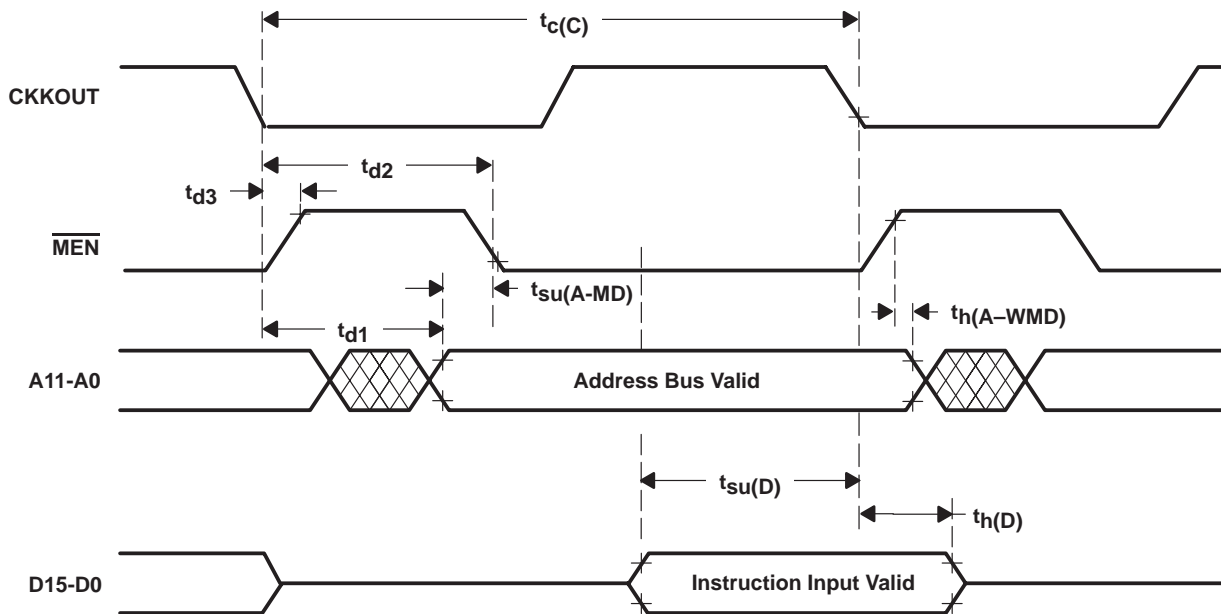 tc(C)
CKKOUT
td2
td3
MEN
tsu(A-MD)
th(A–WMD)
td1
A11-A0
Address Bus Valid
tsu(D)
th(D)
D15-D0
Instruction Input Valid